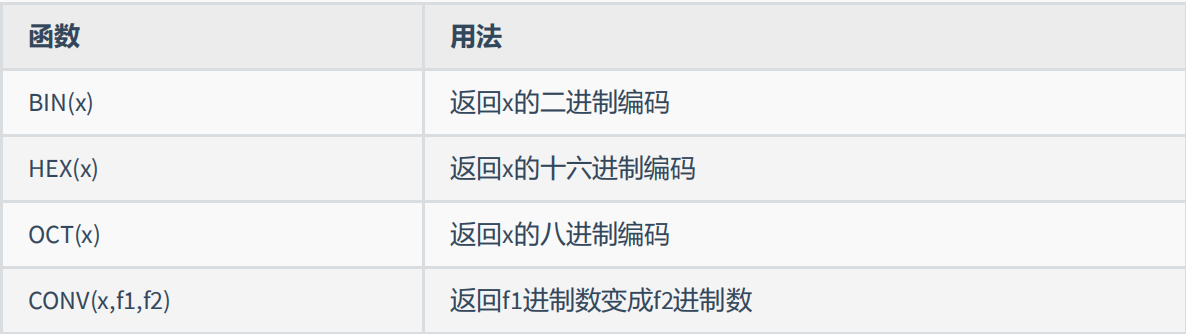 函数 用法
BIN(x) 返回x的二进制编码
HEX(x) 返回x的十六进制编码
OCT(x) 返回x的八进制编码
CONV(x,f1,f2) 返回f1进制数变成f2进制数